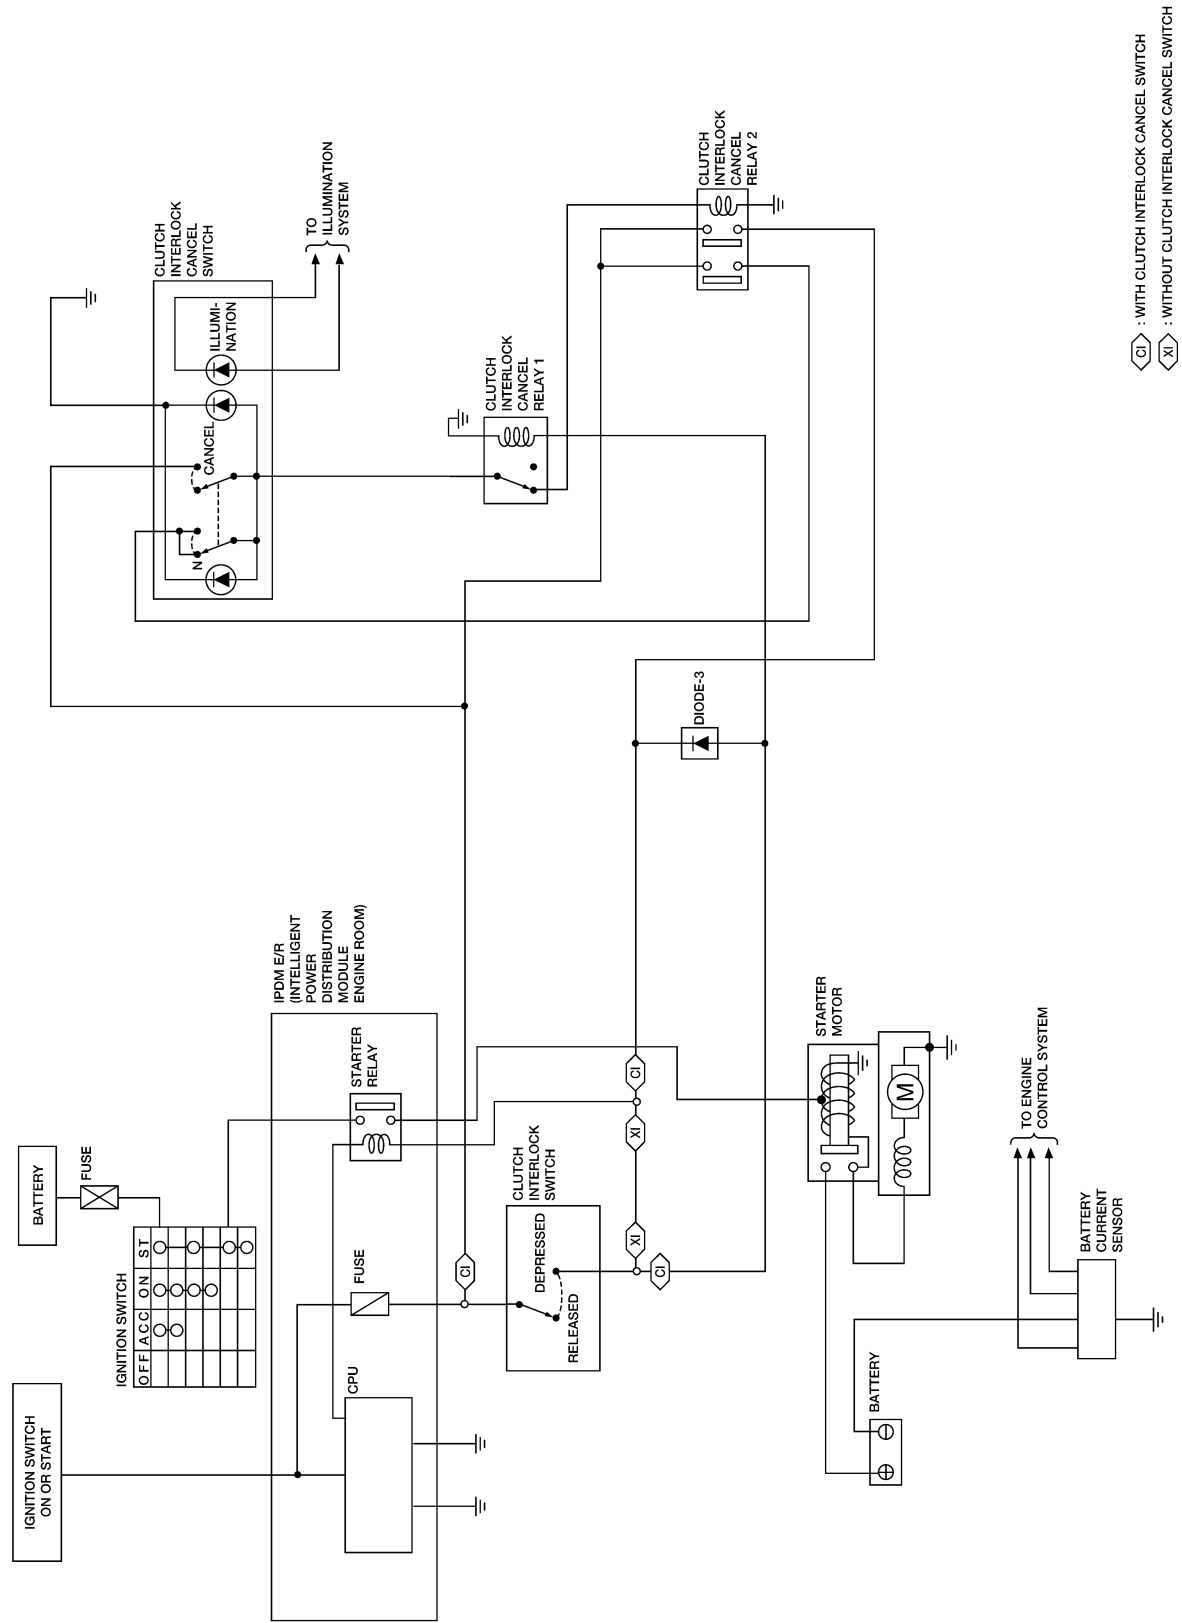 BATTERY
FUSE
IGNITION SWITCH
ON OR START
IGNITION SWITCH
OFF
ACC
ON
ST
IPDM E/R
(INTELLIGENT
POWER
DISTRIBUTION
MODULE
ENGINE ROOM)
CPU
FUSE
STARTER
RELAY
CI
CLUTCH
INTERLOCK
SWITCH
RELEASED
DEPRESSED
XI
CI
XI
CI
CLUTCH
INTERLOCK
CANCEL
SWITCH
N
CANCEL
ILLUMI-
NATION
TO
ILLUMINATION
SYSTEM
CLUTCH
INTERLOCK
CANCEL
RELAY 1
CLUTCH
INTERLOCK
CANCEL
RELAY 2
DIODE-3
STARTER
MOTOR
M
BATTERY
BATTERY
CURRENT
SENSOR
TO ENGINE
CONTROL SYSTEM
CI : WITH CLUTCH INTERLOCK CANCEL SWITCH
XI : WITHOUT CLUTCH INTERLOCK CANCEL SWITCH